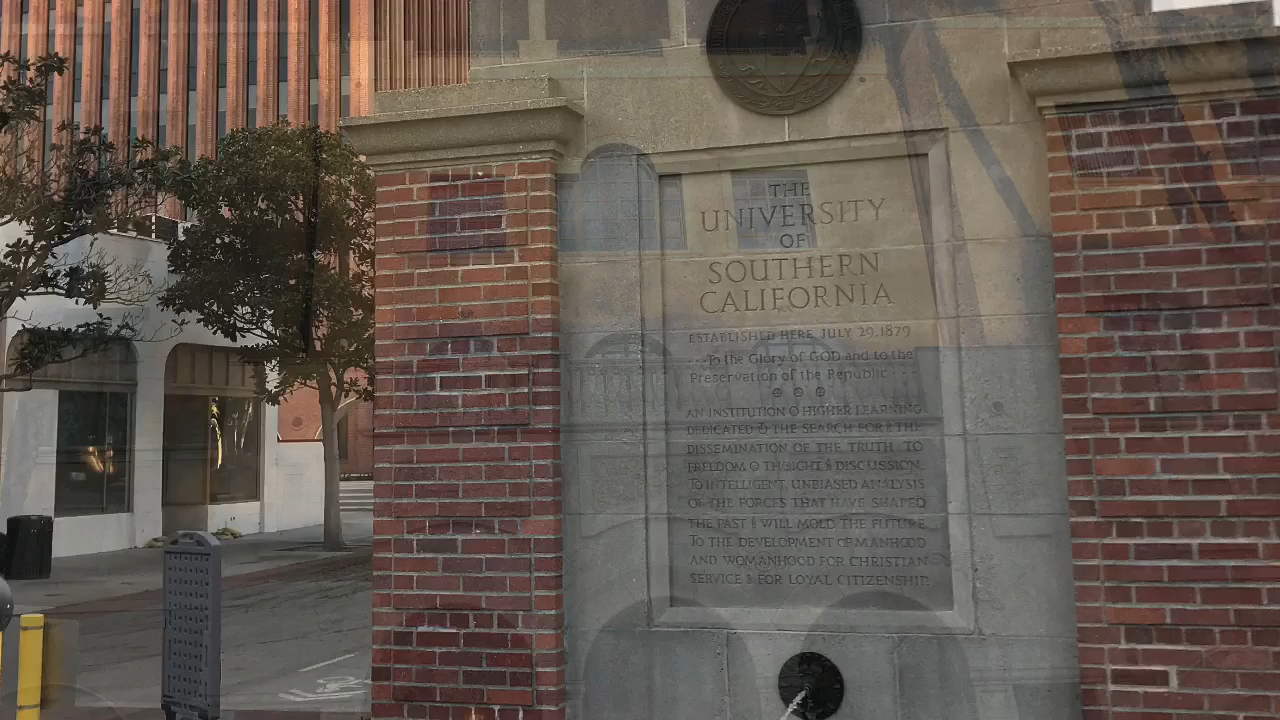 THE
UNIVERSITY
OF
SOUTHERN
CALIFORNIA
ESTABLISHED HERE JULY 29, 1879
---To the Glory of GOD and to the
Preservation of the Republic---
AN INSTITUTION O HIGHER LEARNING
DEDICATED TO THE SEARCH FOR & THE
DISSEMINATION OF THE TRUTH · TO
FREEDOM O THOUGHT & DISCUSSION,
TO INTELLIGENT, UNBIASED ANALYSIS
OF THE FORCES THAT HAVE SHAPED
THE PAST & WILL MOLD THE FUTURE
TO THE DEVELOPMENT OF MANHOOD
AND WOMANHOOD FOR CHRISTIAN
SERVICE & FOR LOYAL CITIZENSHIP.